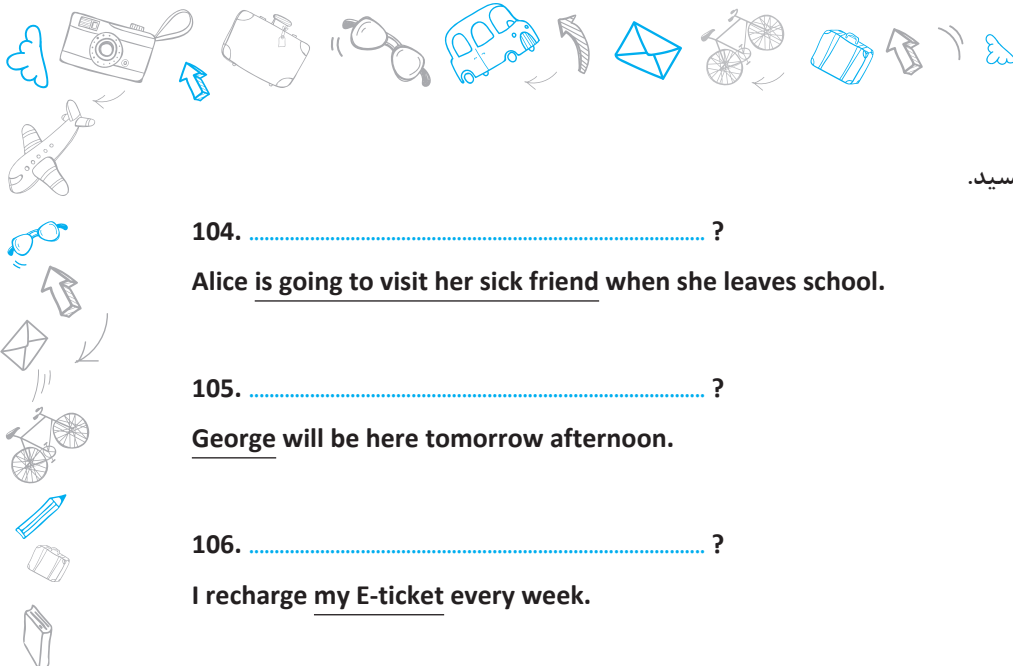 104. ............................................................ ?
Alice is going to visit her sick friend when she leaves school.
105. ............................................................ ?
George will be here tomorrow afternoon.
106. ............................................................ ?
I recharge my E-ticket every week.